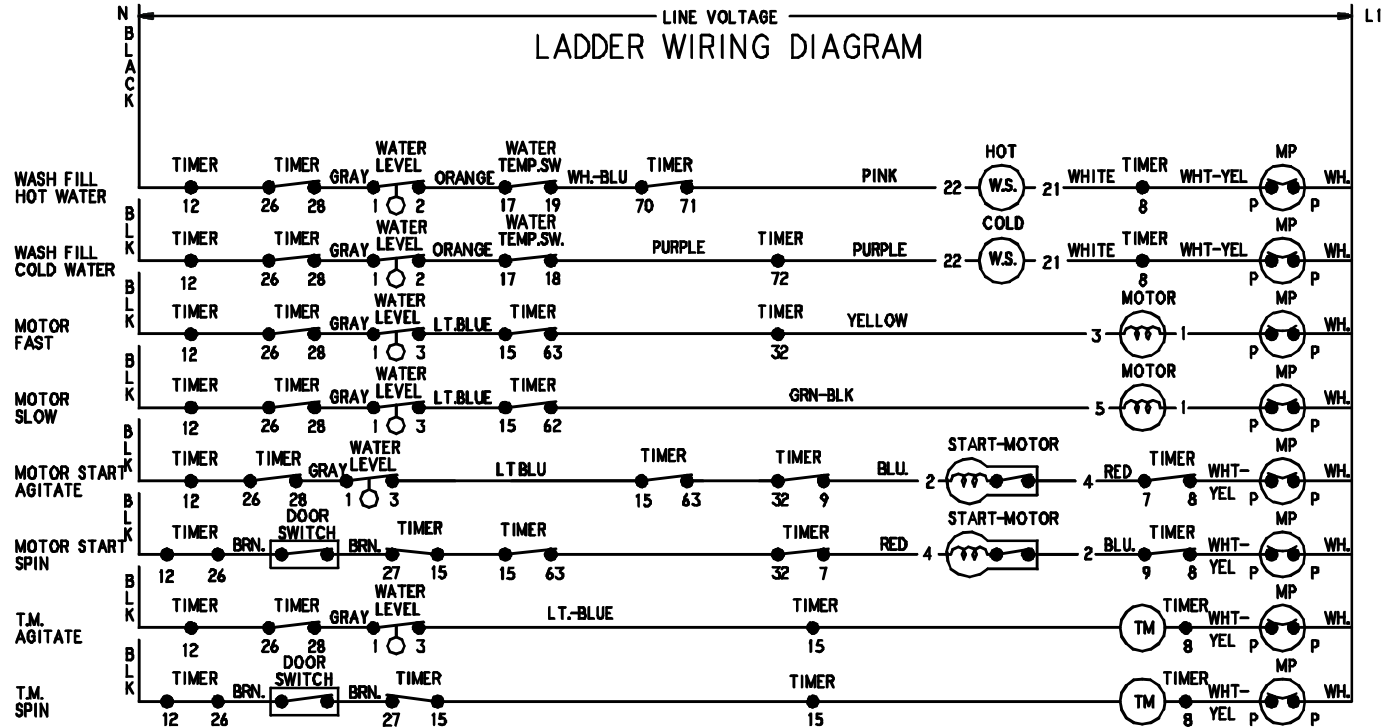 N LINE VOLTAGE L1
LADDER WIRING DIAGRAM
BLACK
WASH FILL
HOT WATER
TIMER TIMER WATER LEVEL WATER TEMP.SW TIMER HOT TIMER MP
GRAY ORANGE WH.-BLU PINK 22 W.S. 21 WHITE WHT-YEL WH.
12 26 28 1 2 17 19 70 71 8 P P
BLK
WASH FILL
COLD WATER
TIMER TIMER WATER LEVEL WATER TEMP.SW. TIMER COLD TIMER MP
GRAY ORANGE PURPLE PURPLE 22 W.S. 21 WHITE WHT-YEL WH.
12 26 28 1 2 17 18 72 8 P P
BLK
MOTOR
FAST
TIMER TIMER WATER LEVEL TIMER TIMER MOTOR MP
GRAY LT.BLUE YELLOW 3 1 WH.
12 26 28 1 3 15 63 32 P P
BLK
MOTOR
SLOW
TIMER TIMER WATER LEVEL TIMER MOTOR MP
GRAY LT.BLUE GRN-BLK 5 1 WH.
12 26 28 1 3 15 62 P P
BLK
MOTOR START
AGITATE
TIMER TIMER WATER LEVEL TIMER TIMER START-MOTOR TIMER MP
GRAY LTBLU BLU. 2 4 RED WHT-YEL WH.
12 26 28 1 3 15 63 32 9 7 8 P P
BLK
MOTOR START
SPIN
TIMER DOOR SWITCH TIMER TIMER TIMER START-MOTOR TIMER MP
BRN. BRN. RED 4 2 BLU. WHT-YEL WH.
12 26 27 15 15 63 32 7 9 8 P P
BLK
T.M.
AGITATE
TIMER TIMER WATER LEVEL TIMER TIMER MP
GRAY LT.-BLUE TM WHT-YEL WH.
12 26 28 1 3 15 8 P P
BLK
T.M.
SPIN
TIMER DOOR SWITCH TIMER TIMER TIMER MP
BRN. BRN. TM WHT-YEL WH.
12 26 27 15 15 8 P P